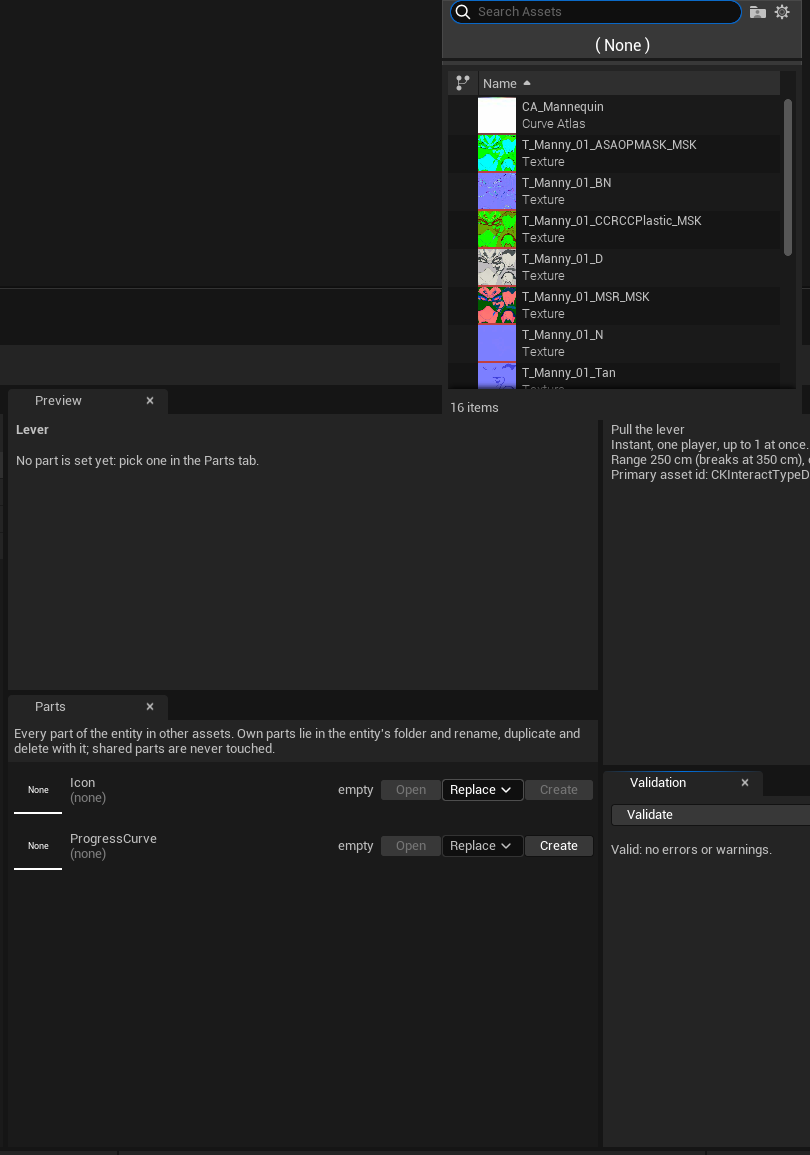 Search Assets
( None )
Name
CA_Mannequin
Curve Atlas
T_Manny_01_ASAOPMASK_MSK
Texture
T_Manny_01_BN
Texture
T_Manny_01_CCRCCPlastic_MSK
Texture
T_Manny_01_D
Texture
T_Manny_01_MSR_MSK
Texture
T_Manny_01_N
Texture
T_Manny_01_Tan
Texture
16 items
Preview
Lever
No part is set yet: pick one in the Parts tab.
Pull the lever
Instant, one player, up to 1 at once.
Range 250 cm (breaks at 350 cm),
Primary asset id: CKInteractTypeD
Parts
Every part of the entity in other assets. Own parts lie in the entity's folder and rename, duplicate and
delete with it; shared parts are never touched.
None
Icon
(none)
empty
Open
Replace
Create
None
ProgressCurve
(none)
empty
Open
Replace
Create
Validation
Validate
Valid: no errors or warnings.